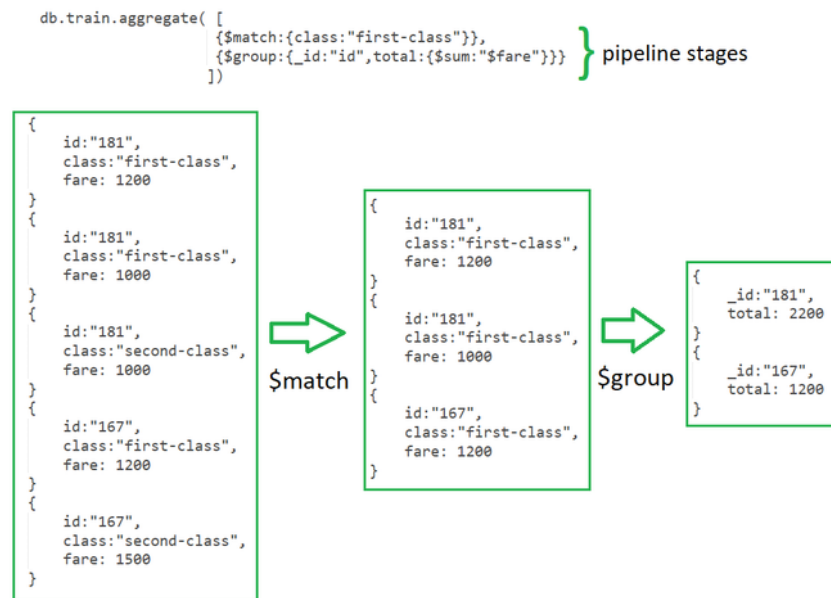 db.train.aggregate( [
{$match:{class:"first-class"}},
{$group:{_id:"id",total:{$sum:"$fare"}}}
])
pipeline stages
{
id:"181",
class:"first-class",
fare: 1200
}
{
id:"181",
class:"first-class",
fare: 1000
}
{
id:"181",
class:"second-class",
fare: 1000
}
{
id:"167",
class:"first-class",
fare: 1200
}
{
id:"167",
class:"second-class",
fare: 1500
}
$match
{
id:"181",
class:"first-class",
fare: 1200
}
{
id:"181",
class:"first-class",
fare: 1000
}
{
id:"167",
class:"first-class",
fare: 1200
}
$group
{
_id:"181",
total: 2200
}
{
_id:"167",
total: 1200
}